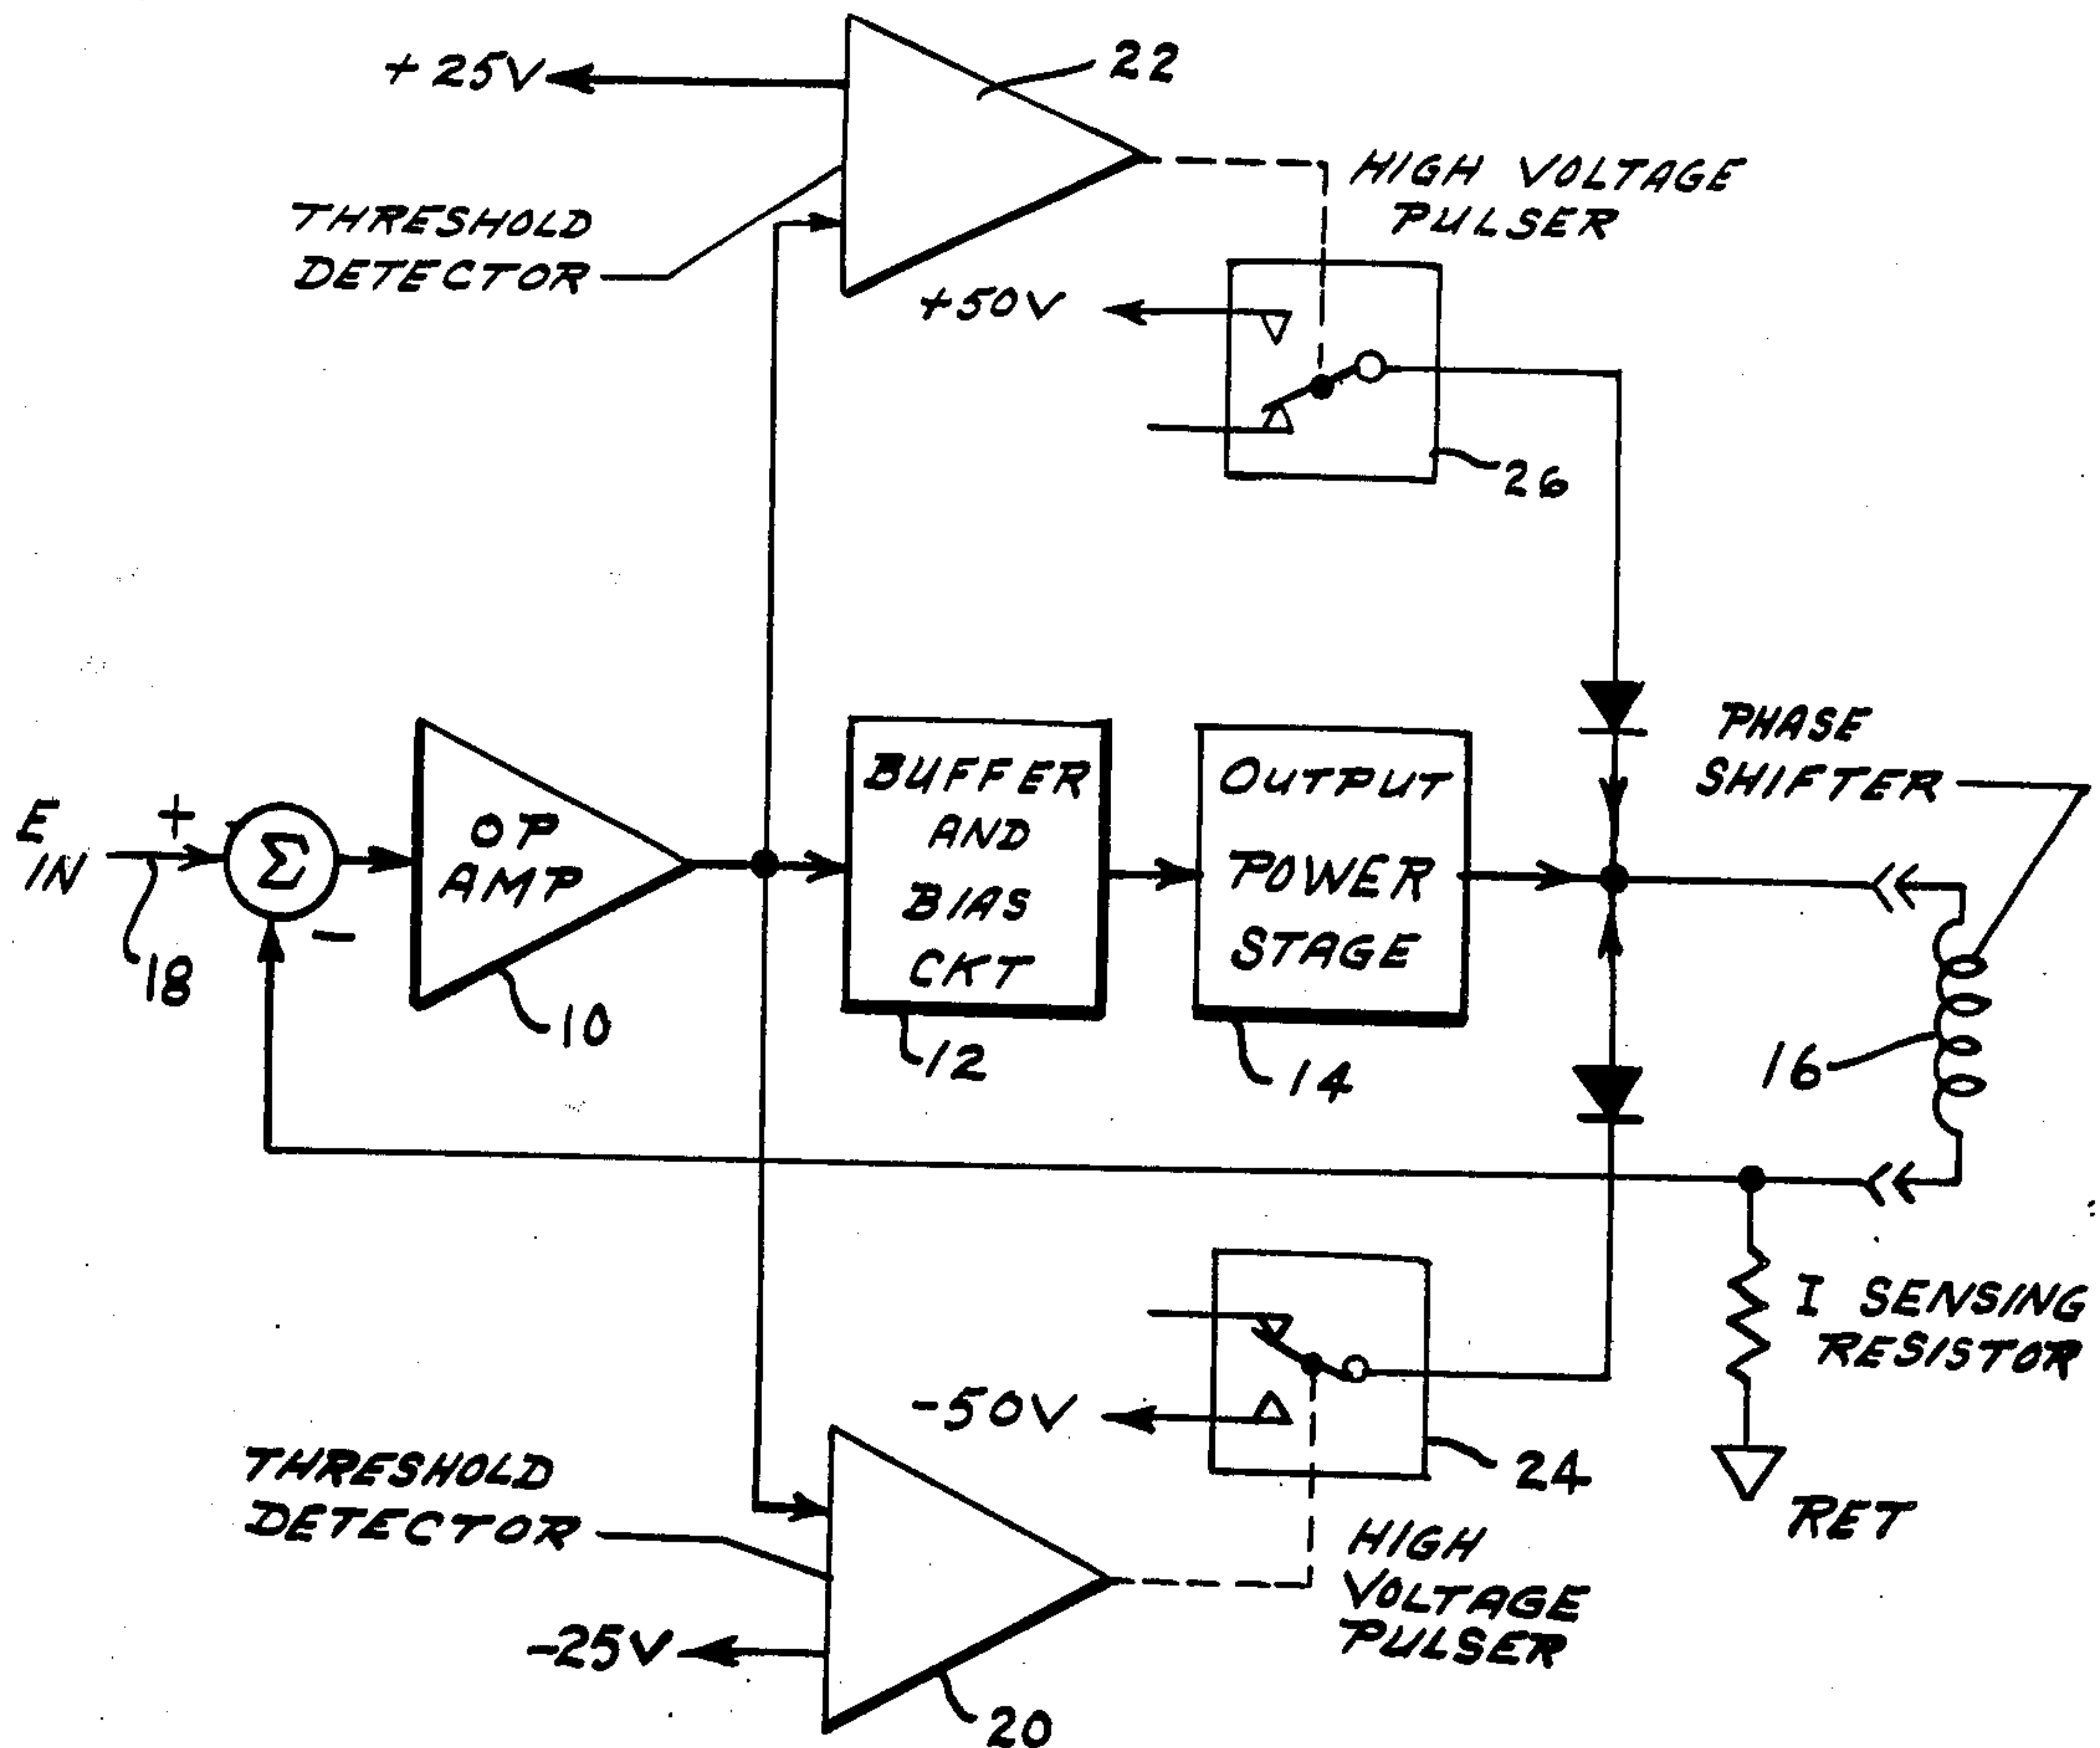 +25V
22
THRESHOLD
DETECTOR
HIGH VOLTAGE
PULSER
+50V
26
E
IN
+
−
18
Σ
OP
AMP
10
BUFFER
AND
BIAS
CKT
12
OUTPUT
POWER
STAGE
14
PHASE
SHIFTER
16
I SENSING
RESISTOR
RET
-50V
24
THRESHOLD
DETECTOR
HIGH
VOLTAGE
PULSER
-25V
20